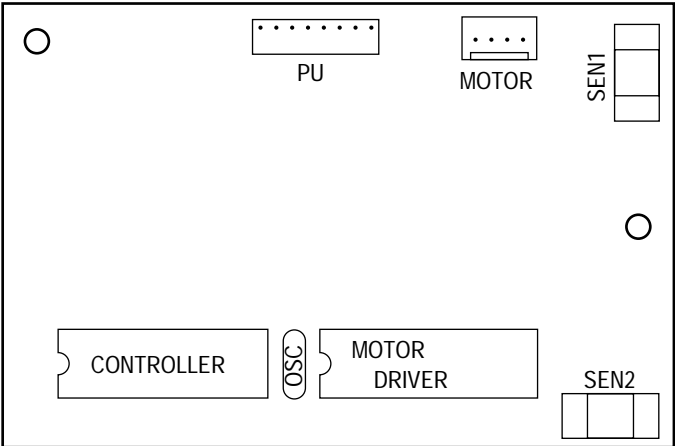 PU
MOTOR
SEN1
CONTROLLER
OSC
MOTOR
DRIVER
SEN2